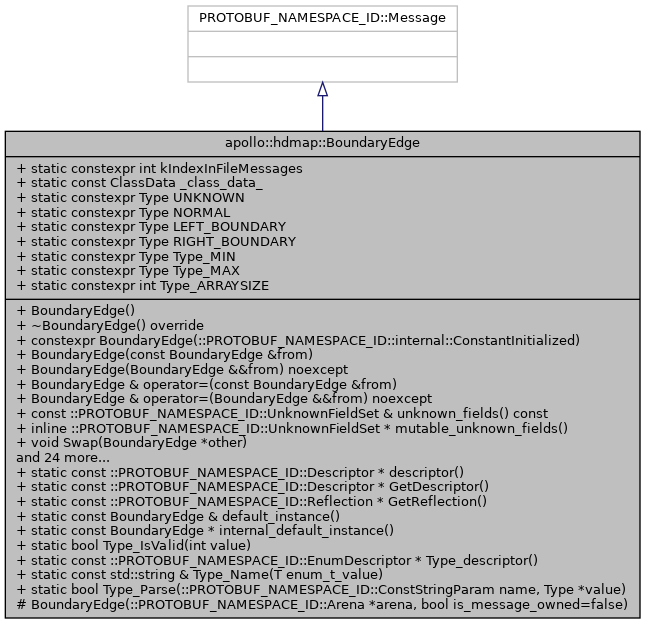 PROTOBUF_NAMESPACE_ID::Message
apollo::hdmap::BoundaryEdge
+ static constexpr int kIndexInFileMessages
+ static const ClassData _class_data_
+ static constexpr Type UNKNOWN
+ static constexpr Type NORMAL
+ static constexpr Type LEFT_BOUNDARY
+ static constexpr Type RIGHT_BOUNDARY
+ static constexpr Type Type_MIN
+ static constexpr Type Type_MAX
+ static constexpr int Type_ARRAYSIZE
+ BoundaryEdge()
+ ~BoundaryEdge() override
+ constexpr BoundaryEdge(::PROTOBUF_NAMESPACE_ID::internal::ConstantInitialized)
+ BoundaryEdge(const BoundaryEdge &from)
+ BoundaryEdge(BoundaryEdge &&from) noexcept
+ BoundaryEdge & operator=(const BoundaryEdge &from)
+ BoundaryEdge & operator=(BoundaryEdge &&from) noexcept
+ const ::PROTOBUF_NAMESPACE_ID::UnknownFieldSet & unknown_fields() const
+ inline ::PROTOBUF_NAMESPACE_ID::UnknownFieldSet * mutable_unknown_fields()
+ void Swap(BoundaryEdge *other)
and 24 more...
+ static const ::PROTOBUF_NAMESPACE_ID::Descriptor * descriptor()
+ static const ::PROTOBUF_NAMESPACE_ID::Descriptor * GetDescriptor()
+ static const ::PROTOBUF_NAMESPACE_ID::Reflection * GetReflection()
+ static const BoundaryEdge & default_instance()
+ static const BoundaryEdge * internal_default_instance()
+ static bool Type_IsValid(int value)
+ static const ::PROTOBUF_NAMESPACE_ID::EnumDescriptor * Type_descriptor()
+ static const std::string & Type_Name(T enum_t_value)
+ static bool Type_Parse(::PROTOBUF_NAMESPACE_ID::ConstStringParam name, Type *value)
# BoundaryEdge(::PROTOBUF_NAMESPACE_ID::Arena *arena, bool is_message_owned=false)